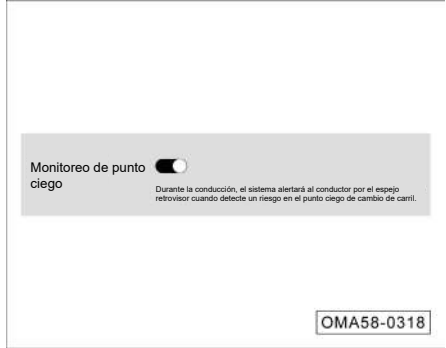 Monitoreo de punto
ciego
Durante la conducción, el sistema alertará al conductor por el espejo
retrovisor cuando detecte un riesgo en el punto ciego de cambio de carril.
OMA58-0318